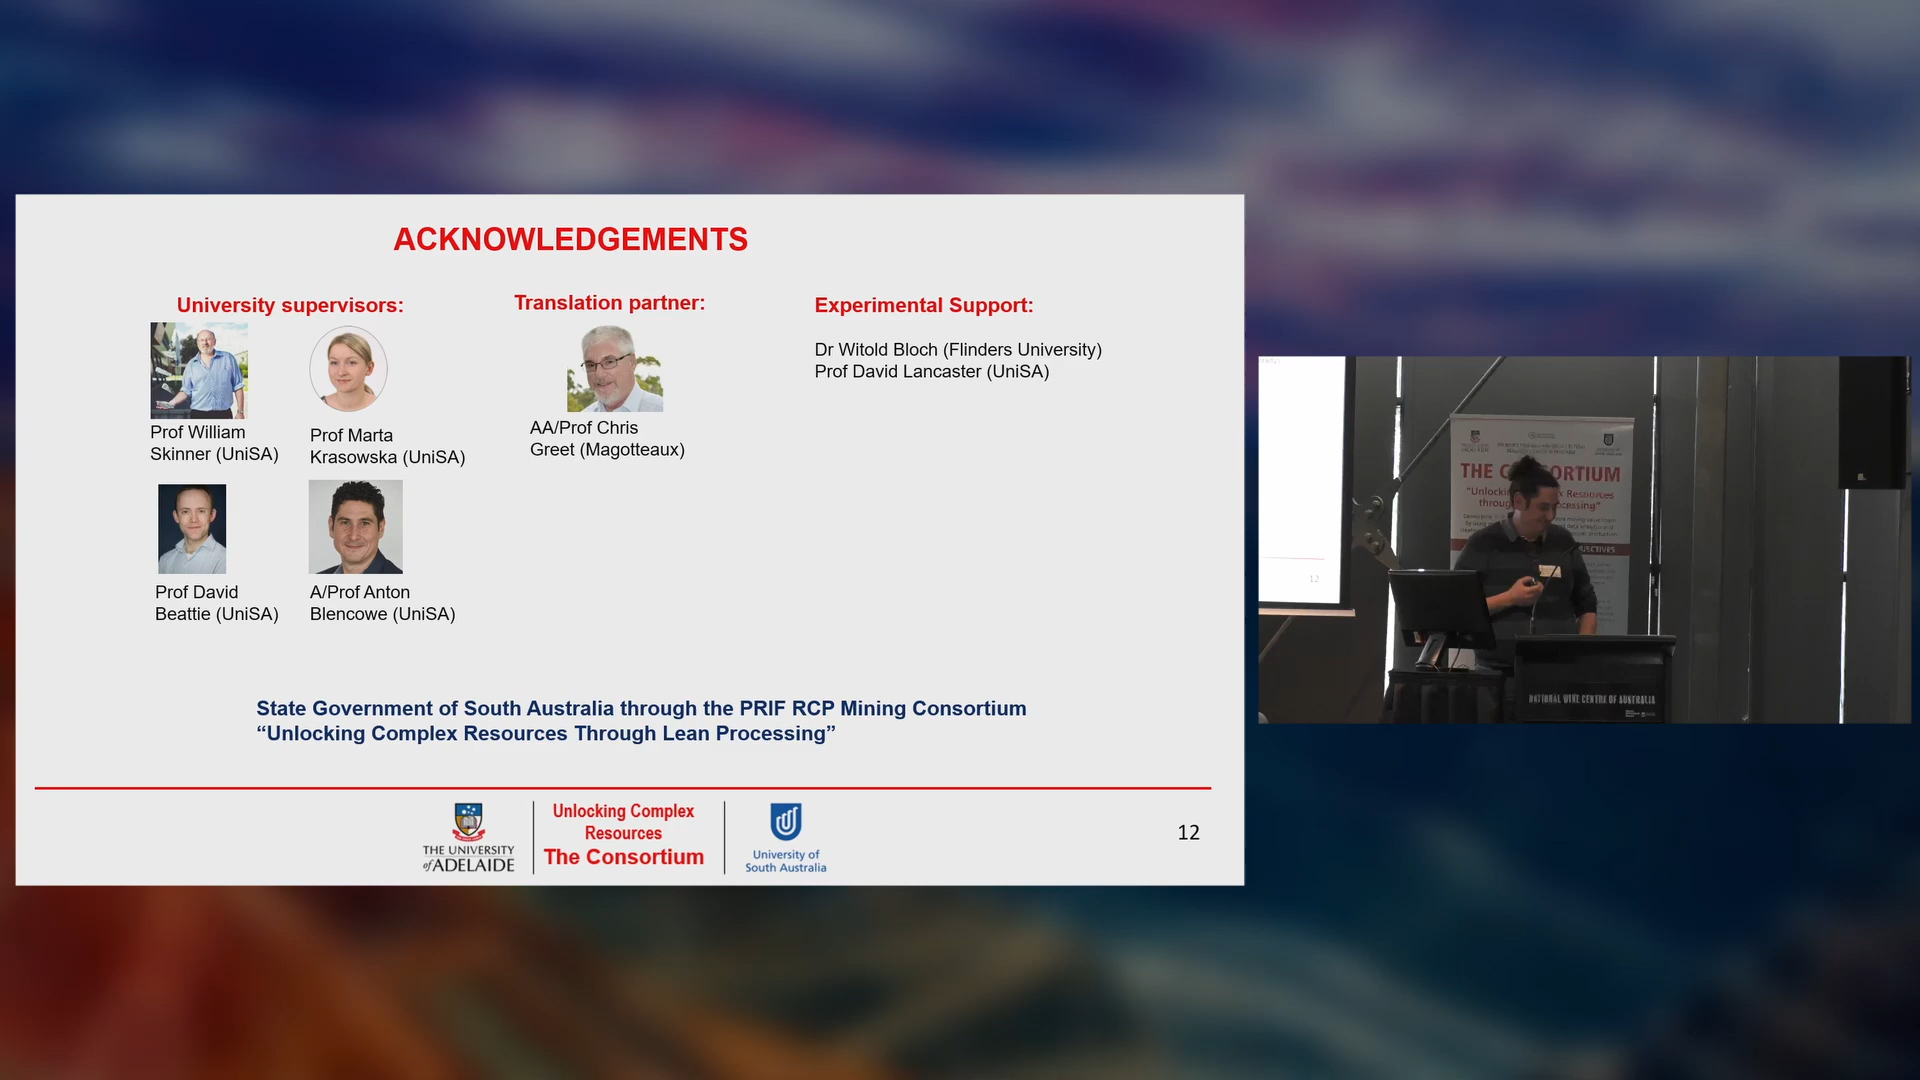 ACKNOWLEDGEMENTS
University supervisors:
Prof William
Skinner (UniSA)
Prof Marta
Krasowska (UniSA)
Prof David
Beattie (UniSA)
A/Prof Anton
Blencowe (UniSA)
Translation partner:
AA/Prof Chris
Greet (Magotteaux)
Experimental Support:
Dr Witold Bloch (Flinders University)
Prof David Lancaster (UniSA)
State Government of South Australia through the PRIF RCP Mining Consortium
“Unlocking Complex Resources Through Lean Processing”
THE UNIVERSITY
of ADELAIDE
Unlocking Complex
Resources
The Consortium
University of
South Australia
12
12
NATIONAL WINE CENTRE OF AUSTRALIA